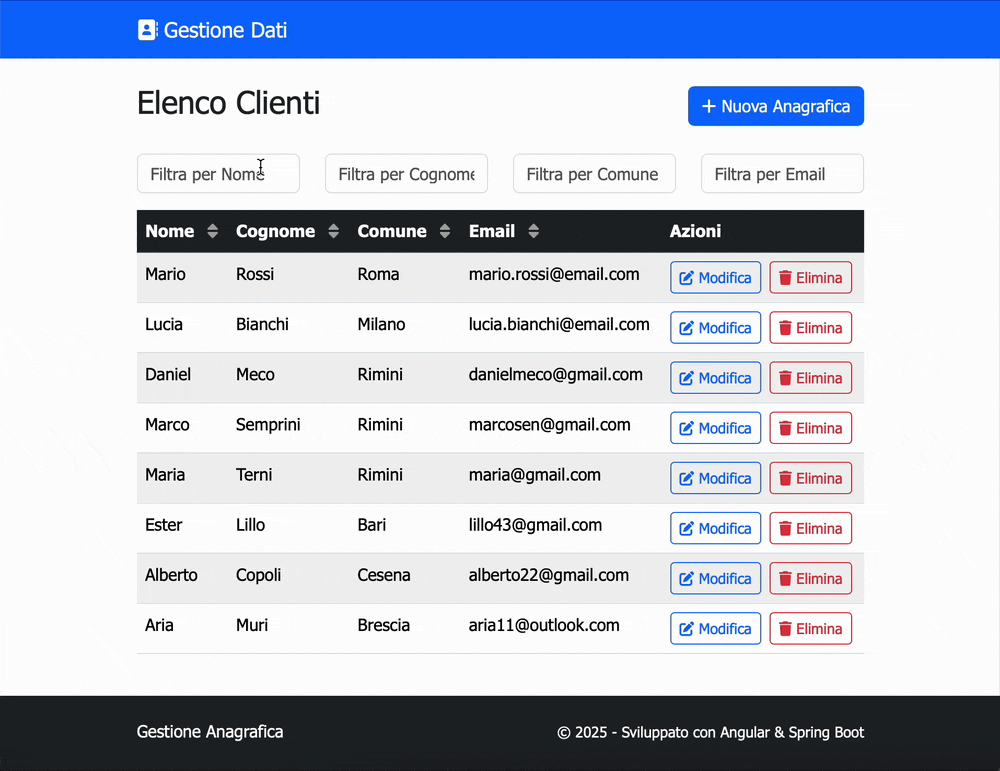 Gestione Dati
Elenco Clienti
+ Nuova Anagrafica
Filtra per Nome Filtra per Cognome Filtra per Comune Filtra per Email
Nome Cognome Comune Email Azioni
Mario Rossi Roma mario.rossi@email.com Modifica Elimina
Lucia Bianchi Milano lucia.bianchi@email.com Modifica Elimina
Daniel Meco Rimini danielmeco@gmail.com Modifica Elimina
Marco Semprini Rimini marcosen@gmail.com Modifica Elimina
Maria Terni Rimini maria@gmail.com Modifica Elimina
Ester Lillo Bari lillo43@gmail.com Modifica Elimina
Alberto Copoli Cesena alberto22@gmail.com Modifica Elimina
Aria Muri Brescia aria11@outlook.com Modifica Elimina
Gestione Anagrafica © 2025 - Sviluppato con Angular & Spring Boot